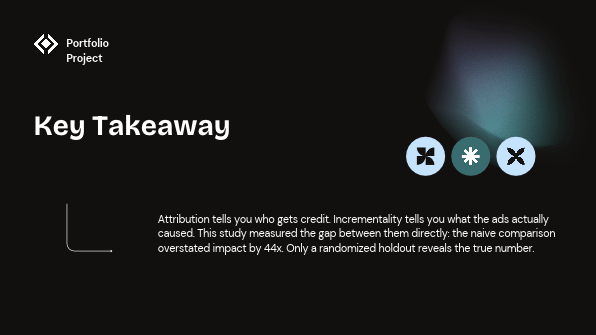 Portfolio
Project
Key Takeaway
Attribution tells you who gets credit. Incrementality tells you what the ads actually
caused. This study measured the gap between them directly: the naive comparison
overstated impact by 44x. Only a randomized holdout reveals the true number.